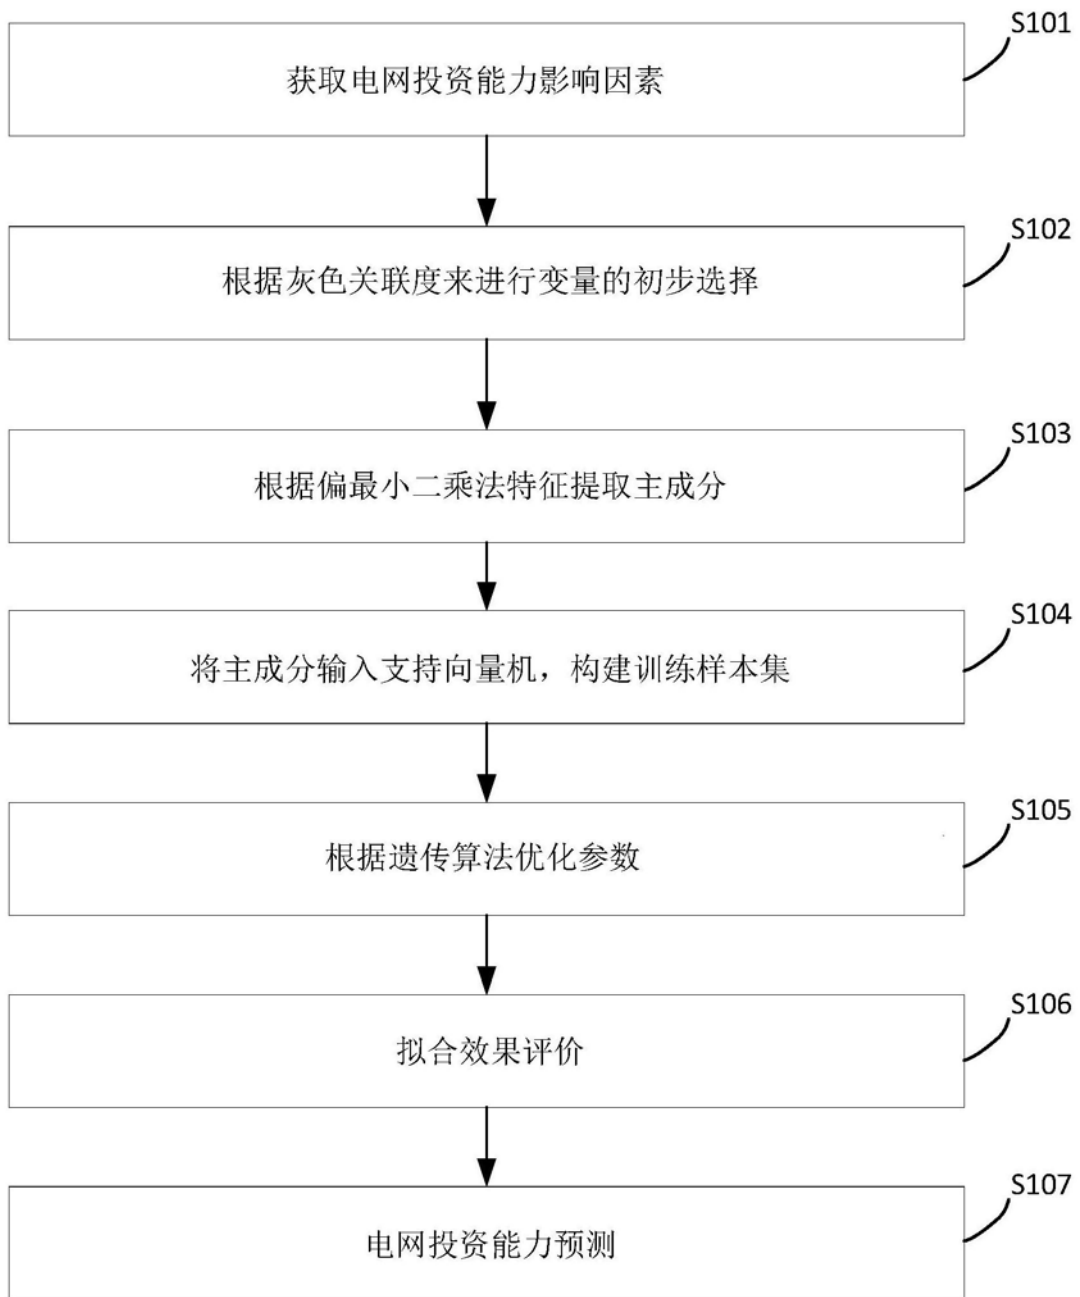 S101
获取电网投资能力影响因素
S102
根据灰色关联度来进行变量的初步选择
S103
根据偏最小二乘法特征提取主成分
S104
将主成分输入支持向量机，构建训练样本集
S105
根据遗传算法优化参数
S106
拟合效果评价
S107
电网投资能力预测